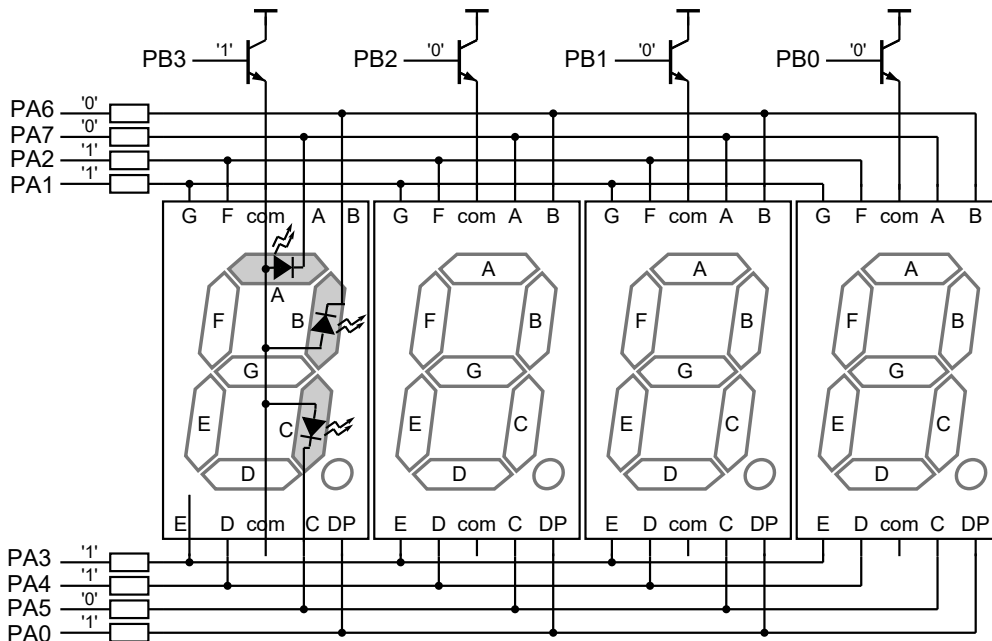 PB3 '1' PB2 '0' PB1 '0' PB0 '0'
PA6 '0'
PA7 '0'
PA2 '1'
PA1 '1'
G F com A B G F com A B G F com A B G F com A B
A A A A
F B F B F B F B
G G G G
E C E C E C E C
D D D D
E D com C DP E D com C DP E D com C DP E D com C DP
PA3 '1'
PA4 '1'
PA5 '0'
PA0 '1'